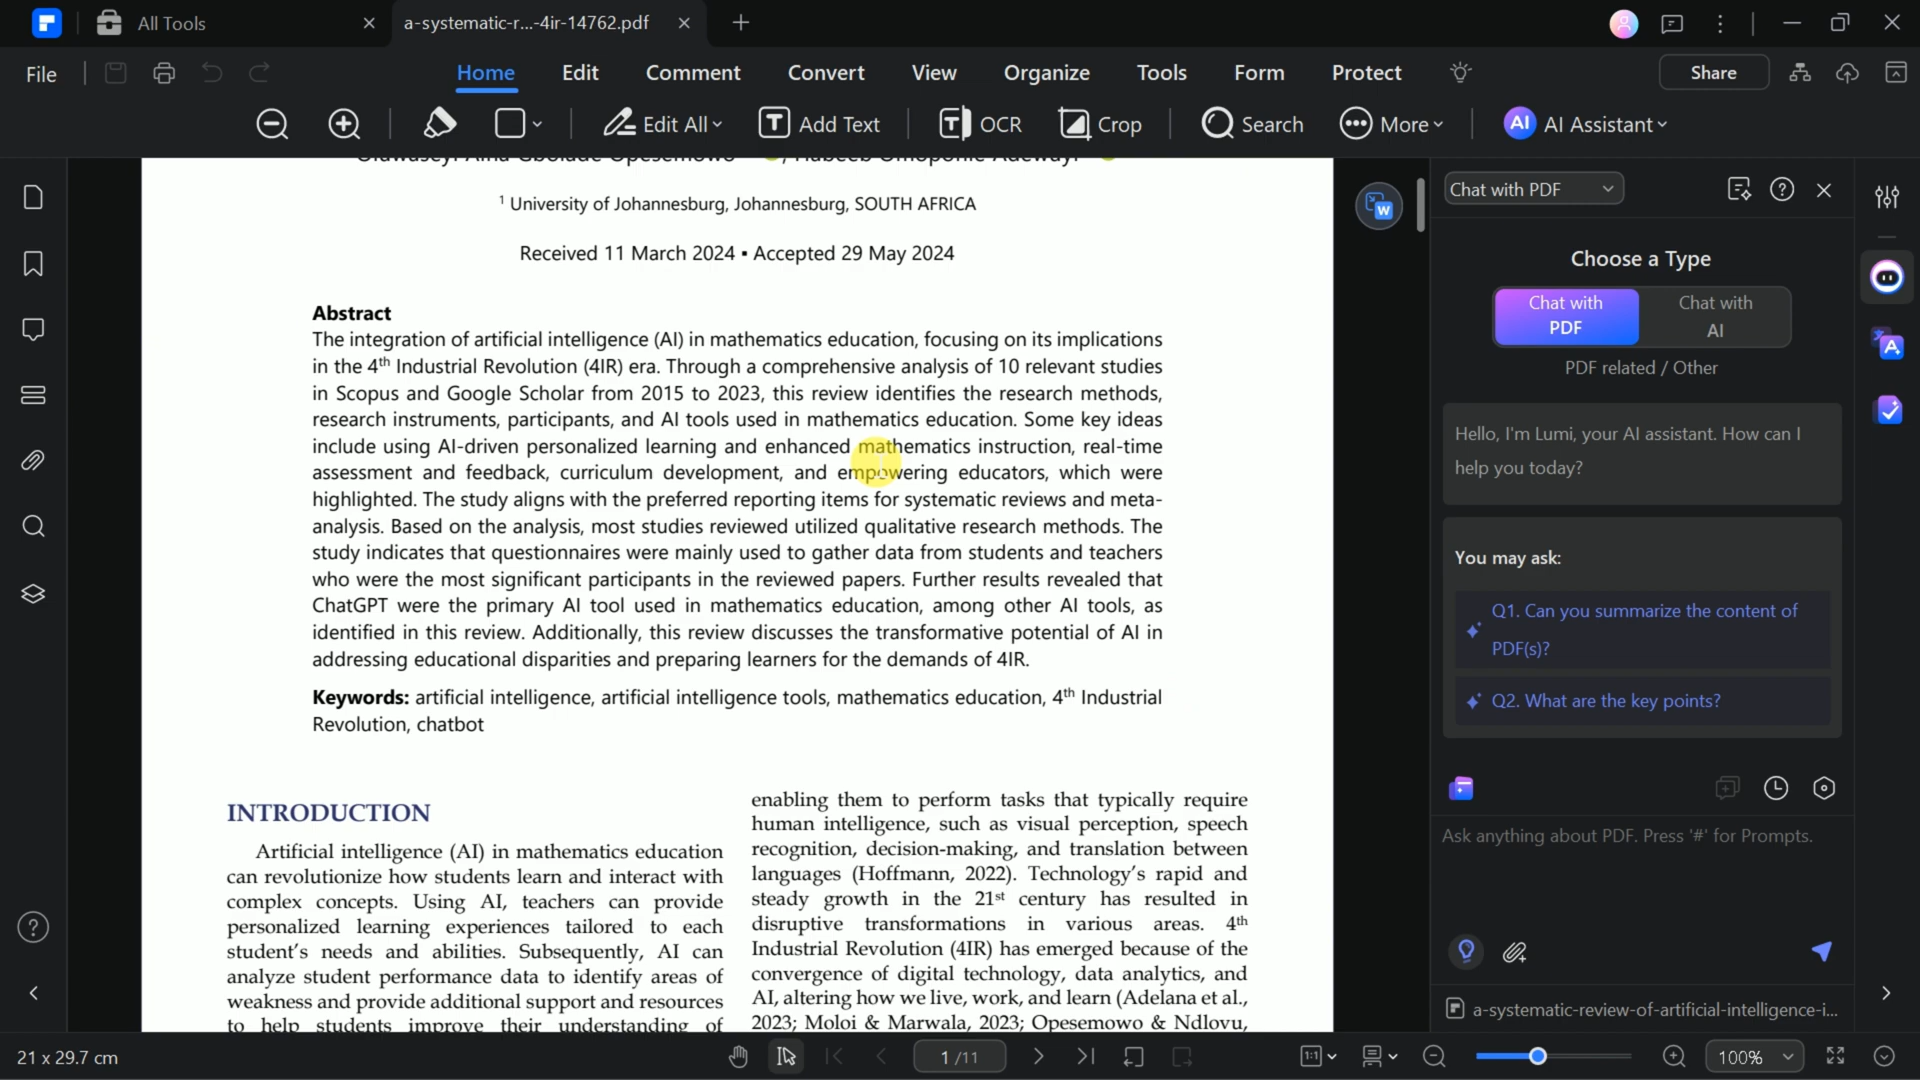 All Tools
a-systematic-r...-4ir-14762.pdf
File
Home
Edit
Comment
Convert
View
Organize
Tools
Form
Protect
Share
Edit All
T Add Text
OCR
Crop
Search
More
AI AI Assistant
1 University of Johannesburg, Johannesburg, SOUTH AFRICA
Received 11 March 2024 ▪ Accepted 29 May 2024
Abstract
The integration of artificial intelligence (AI) in mathematics education, focusing on its implications
in the 4th Industrial Revolution (4IR) era. Through a comprehensive analysis of 10 relevant studies
in Scopus and Google Scholar from 2015 to 2023, this review identifies the research methods,
research instruments, participants, and AI tools used in mathematics education. Some key ideas
include using AI-driven personalized learning and enhanced mathematics instruction, real-time
assessment and feedback, curriculum development, and empowering educators, which were
highlighted. The study aligns with the preferred reporting items for systematic reviews and meta-
analysis. Based on the analysis, most studies reviewed utilized qualitative research methods. The
study indicates that questionnaires were mainly used to gather data from students and teachers
who were the most significant participants in the reviewed papers. Further results revealed that
ChatGPT were the primary AI tool used in mathematics education, among other AI tools, as
identified in this review. Additionally, this review discusses the transformative potential of AI in
addressing educational disparities and preparing learners for the demands of 4IR.
Keywords: artificial intelligence, artificial intelligence tools, mathematics education, 4th Industrial
Revolution, chatbot
INTRODUCTION
Artificial intelligence (AI) in mathematics education
can revolutionize how students learn and interact with
complex concepts. Using AI, teachers can provide
personalized learning experiences tailored to each
student's needs and abilities. Subsequently, AI can
analyze student performance data to identify areas of
weakness and provide additional support and resources
to help students improve their understanding of
enabling them to perform tasks that typically require
human intelligence, such as visual perception, speech
recognition, decision-making, and translation between
languages (Hoffmann, 2022). Technology's rapid and
steady growth in the 21st century has resulted in
disruptive transformations in various areas. 4th
Industrial Revolution (4IR) has emerged because of the
convergence of digital technology, data analytics, and
AI, altering how we live, work, and learn (Adelana et al.,
2023; Moloi & Marwala, 2023; Opesemowo & Ndlovu,
Chat with PDF
Choose a Type
Chat with
PDF
Chat with
AI
PDF related / Other
Hello, I'm Lumi, your AI assistant. How can I
help you today?
You may ask:
Q1. Can you summarize the content of
PDF(s)?
Q2. What are the key points?
Ask anything about PDF. Press '#' for Prompts.
a-systematic-review-of-artificial-intelligence-i...
21 x 29.7 cm
1 /11
1:1
100%